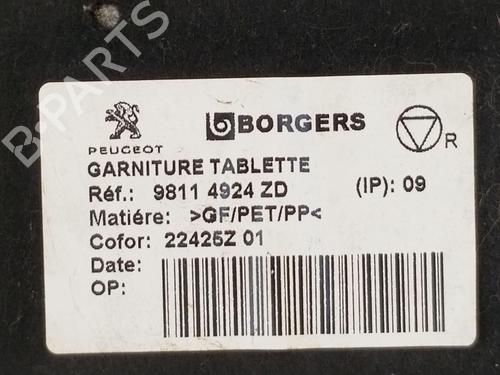 B-PARTS
PEUGEOT
BORGERS
R
GARNITURE TABLETTE
Réf.: 9811 4924 ZD (IP): 09
Matiére: >GF/PET/PP<
Cofor: 22425Z 01
Date:
OP: